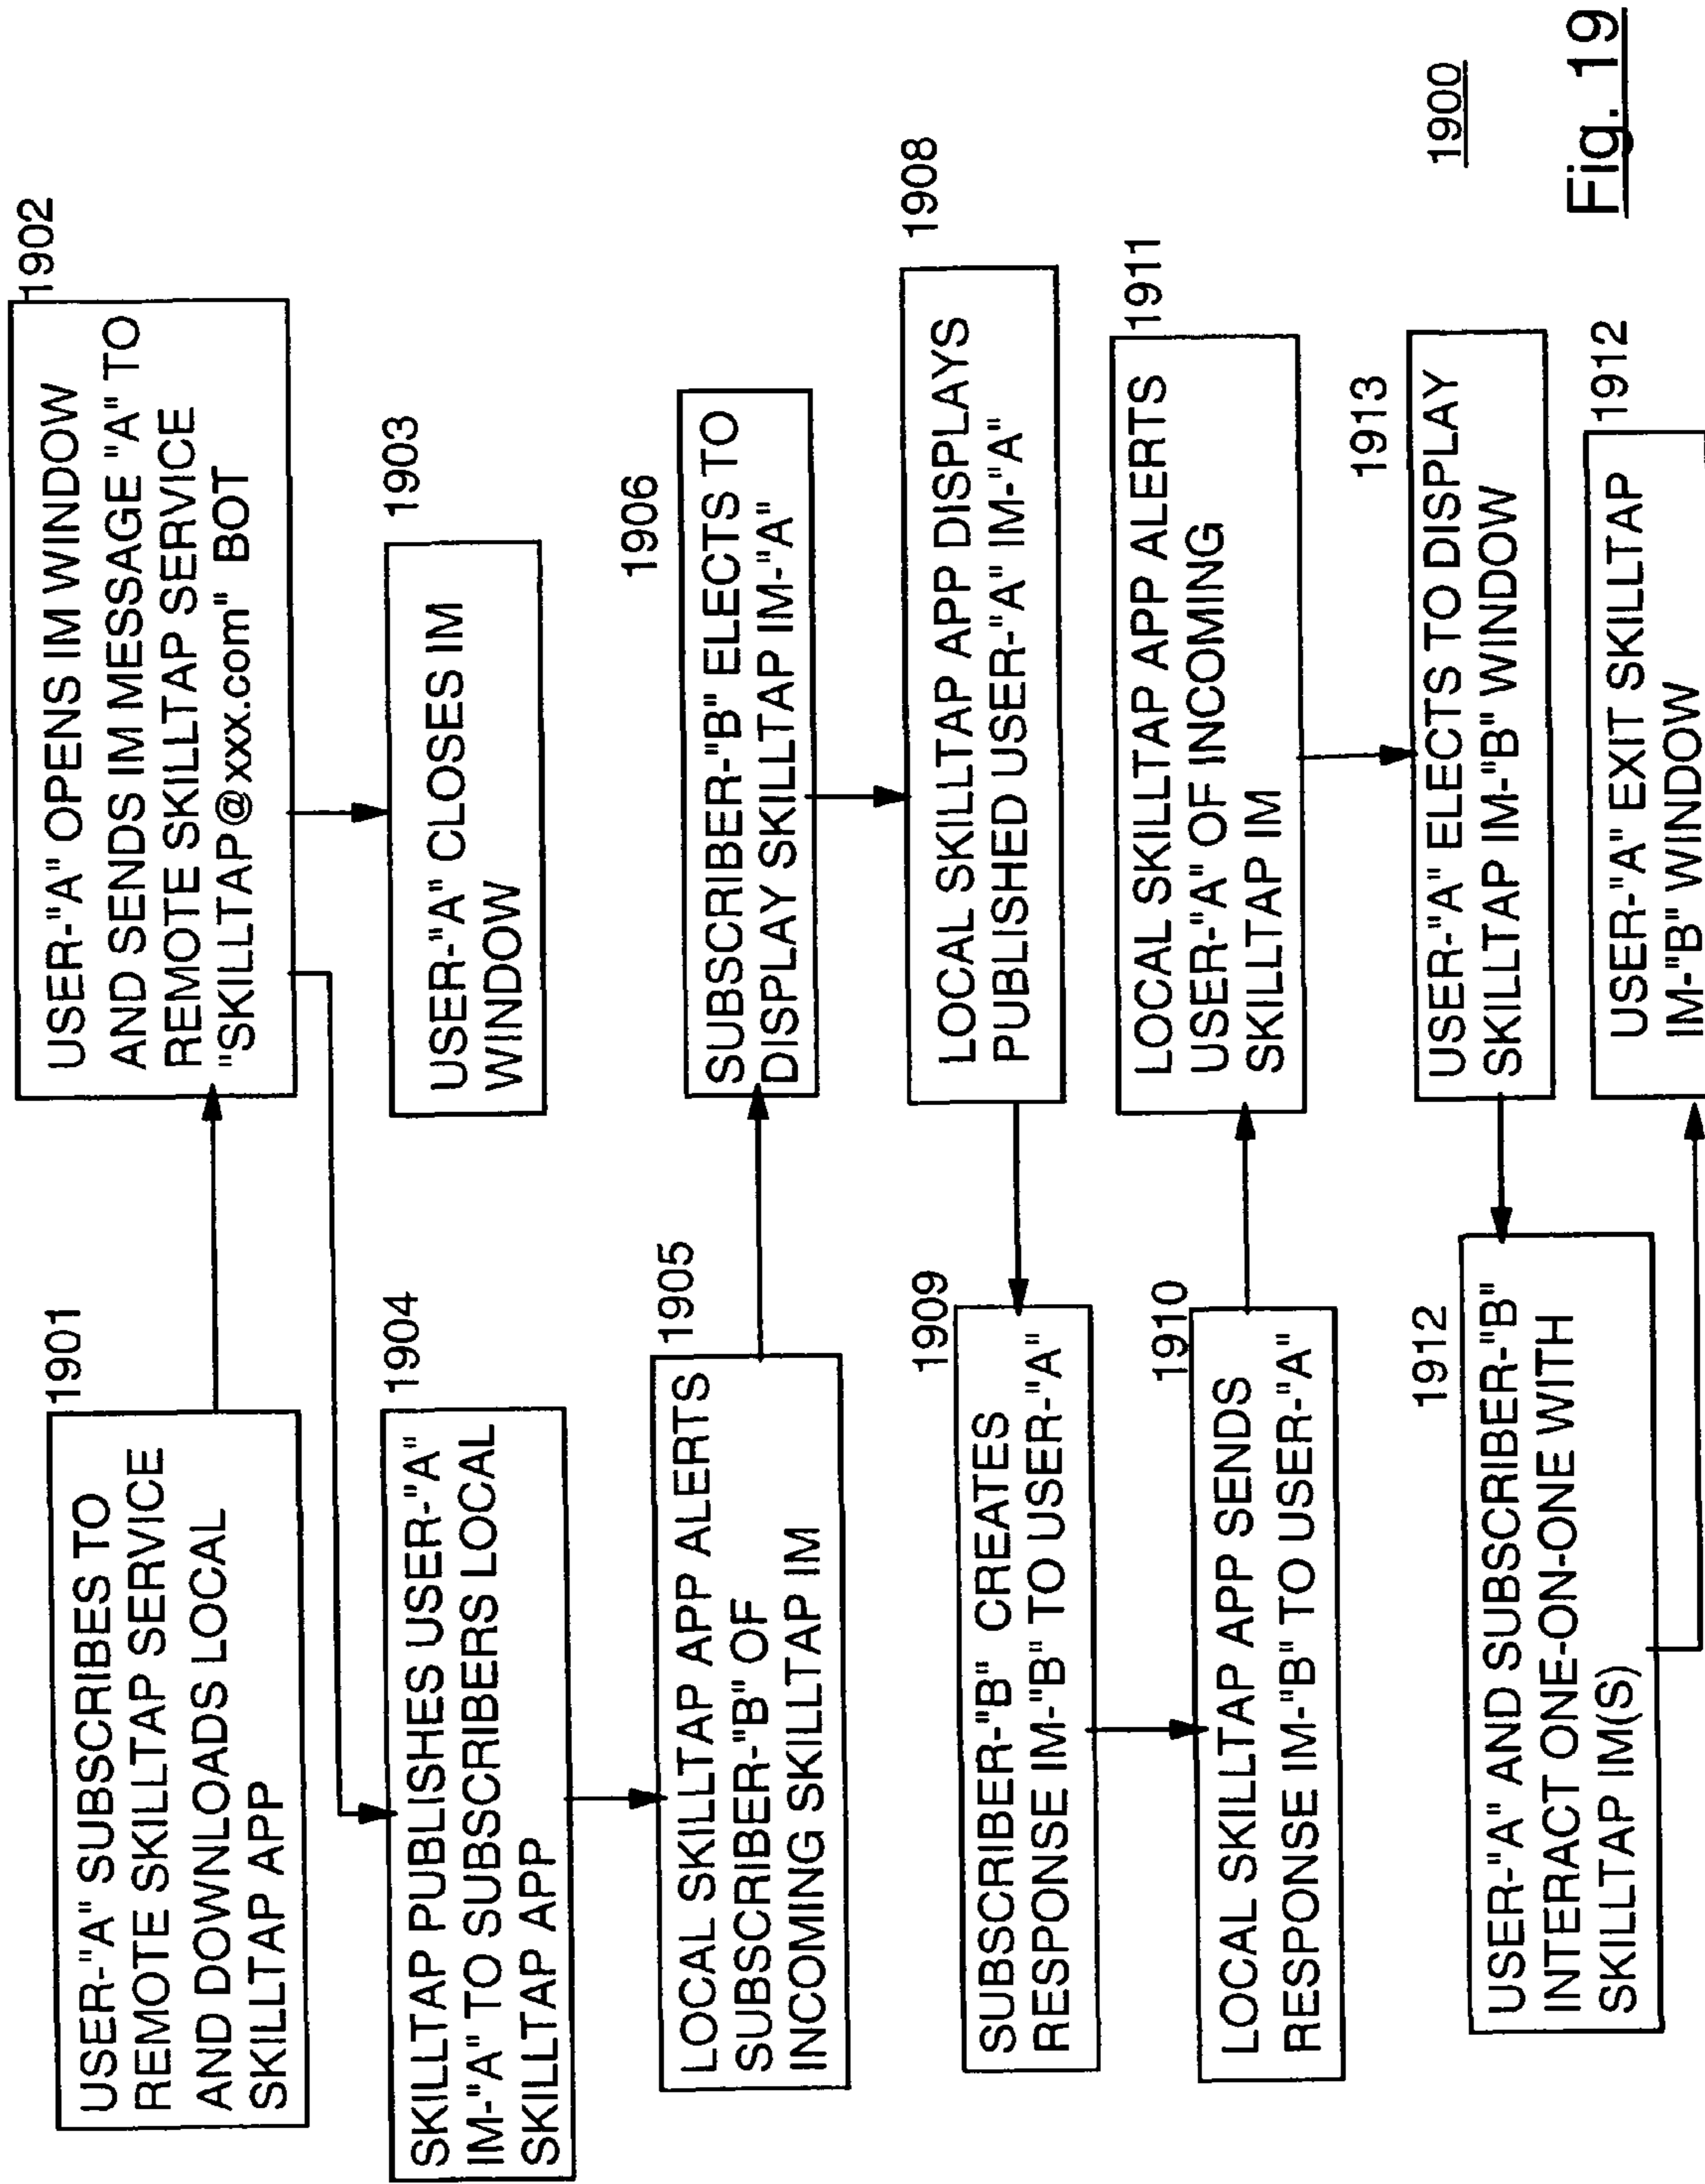 1901
USER-"A" SUBSCRIBES TO
REMOTE SKILLTAP SERVICE
AND DOWNLOADS LOCAL
SKILLTAP APP
1902
USER-"A" OPENS IM WINDOW
AND SENDS IM MESSAGE "A" TO
REMOTE SKILLTAP SERVICE
"SKILLTAP@xxx.com" BOT
1903
USER-"A" CLOSES IM
WINDOW
1904
SKILLTAP PUBLISHES USER-"A"
IM-"A" TO SUBSCRIBERS LOCAL
SKILLTAP APP
1905
LOCAL SKILLTAP APP ALERTS
SUBSCRIBER-"B" OF
INCOMING SKILLTAP IM
1906
SUBSCRIBER-"B" ELECTS TO
DISPLAY SKILLTAP IM-"A"
1908
LOCAL SKILLTAP APP DISPLAYS
PUBLISHED USER-"A" IM-"A"
1909
SUBSCRIBER-"B" CREATES
RESPONSE IM-"B" TO USER-"A"
1910
LOCAL SKILLTAP APP SENDS
RESPONSE IM-"B" TO USER-"A"
1911
LOCAL SKILLTAP APP ALERTS
USER-"A" OF INCOMING
SKILLTAP IM
1913
USER-"A" ELECTS TO DISPLAY
SKILLTAP IM-"B" WINDOW
1912
USER-"A" AND SUBSCRIBER-"B"
INTERACT ONE-ON-ONE WITH
SKILLTAP IM(S)
1912
USER-"A" EXIT SKILLTAP
IM-"B" WINDOW
1900
Fig. 19